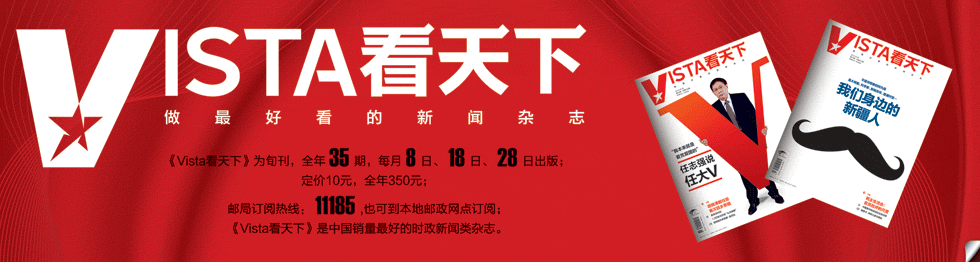 VISTA看天下
做最好看的新闻杂志
《Vista看天下》为旬刊，全年35期，每月8日、18日、28日出版；
定价10元，全年350元；
邮局订阅热线：11185,也可到本地邮政网点订阅；
《Vista看天下》是中国销量最好的时政新闻类杂志。
VISTA看天下
任志强说
任大V
VISTA看天下
我们身边的
新疆人